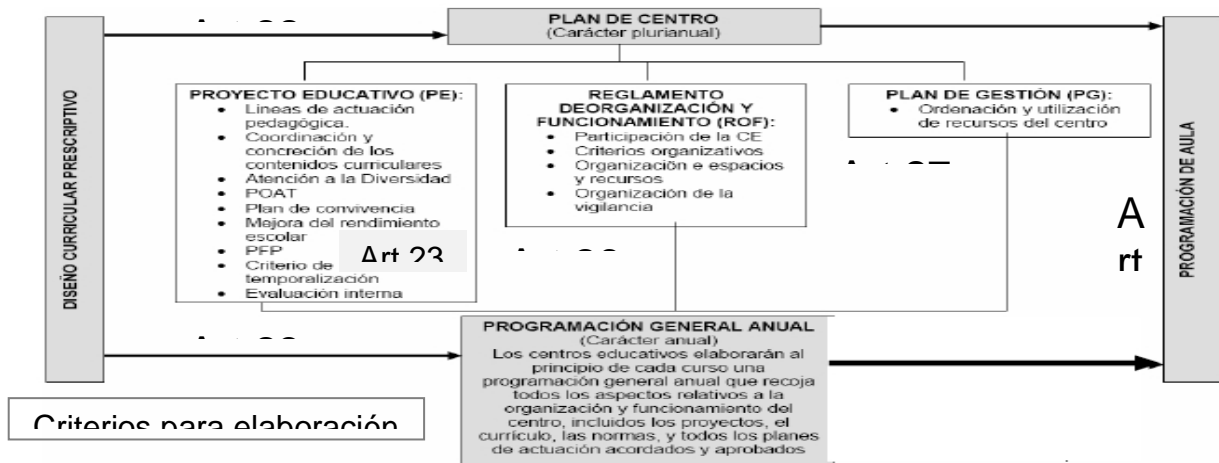 PLAN DE CENTRO
(Carácter plurianual)
DISEÑO CURRICULAR PRESCRIPTIVO
PROYECTO EDUCATIVO (PE):
• Líneas de actuación
pedagógica.
• Coordinación y
concreción de los
contenidos curriculares
• Atención a la Diversidad
• POAT
• Plan de convivencia
• Mejora del rendimiento
escolar
• PFP
• Criterio de
temporalización
• Evaluación interna
Art 23
REGLAMENTO
DEORGANIZACIÓN Y
FUNCIONAMIENTO (ROF):
• Participación de la CE
• Criterios organizativos
• Organización e espacios
y recursos
• Organización de la
vigilancia
PLAN DE GESTIÓN (PG):
• Ordenación y utilización
de recursos del centro
A
rt
PROGRAMACIÓN DE AULA
PROGRAMACIÓN GENERAL ANUAL
(Carácter anual)
Los centros educativos elaborarán al
principio de cada curso una
programación general anual que recoja
todos los aspectos relativos a la
organización y funcionamiento del
centro, incluidos los proyectos, el
currículo, las normas, y todos los planes
de actuación acordados y aprobados
Criterios para elaboración